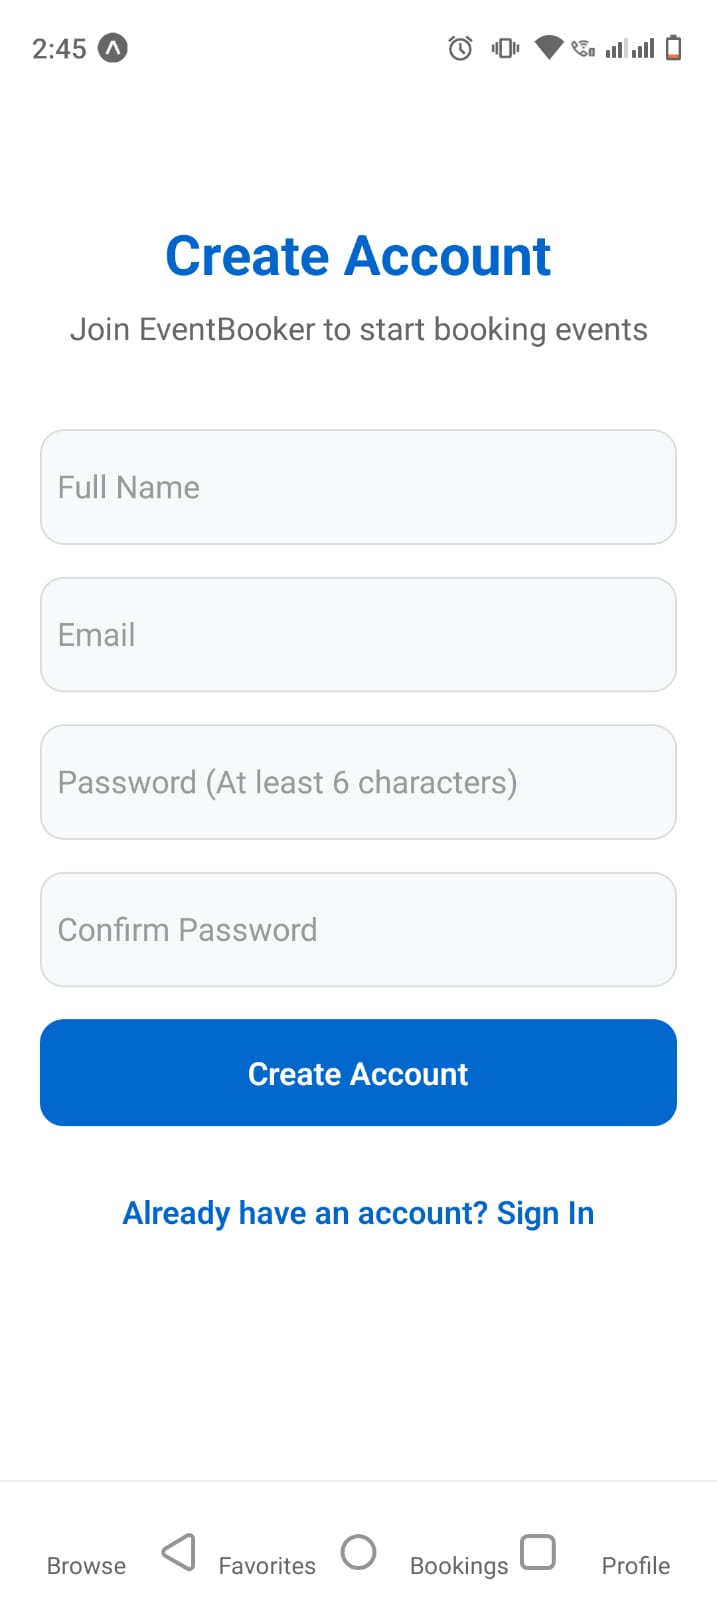 2:45
Create Account
Join EventBooker to start booking events
Full Name
Email
Password (At least 6 characters)
Confirm Password
Create Account
Already have an account? Sign In
Browse Favorites Bookings Profile